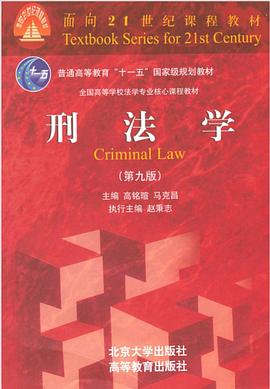 面向21世纪课程教材
Textbook Series for 21st Century
普通高等教育“十一五”国家级规划教材
全国高等学校法学专业核心课程教材
刑法学
Criminal Law
(第九版)
主编 高铭暄 马克昌
执行主编 赵秉志
北京大学出版社
高等教育出版社